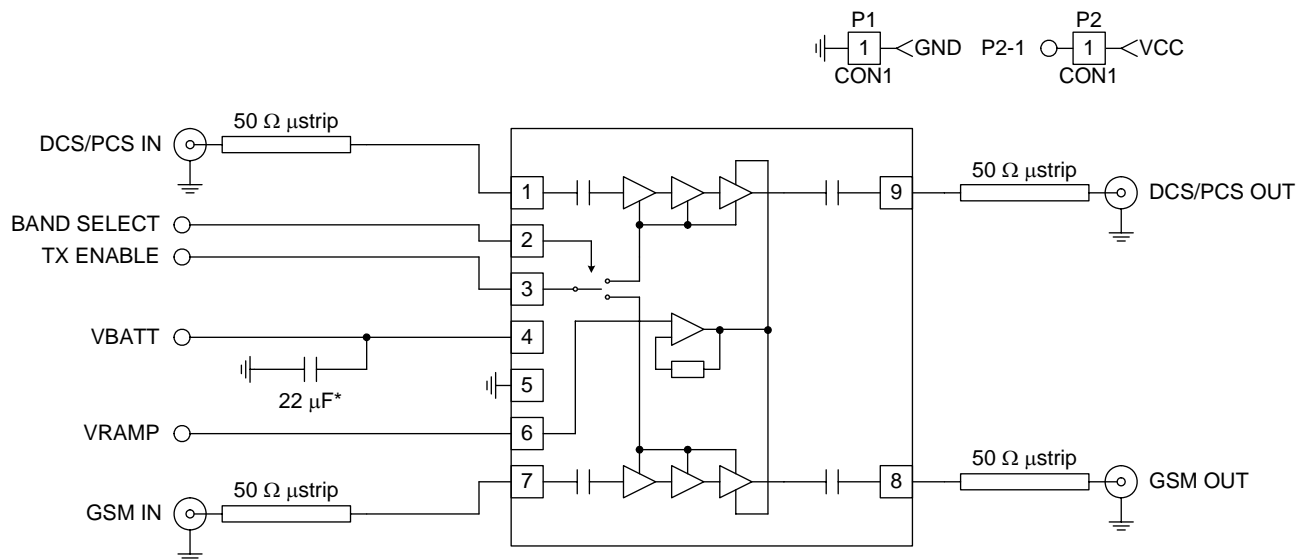 P1
1
GND
CON1
P2
P2-1
1
VCC
CON1
50 Ω μstrip
DCS/PCS IN
1
9
50 Ω μstrip
DCS/PCS OUT
BAND SELECT
2
TX ENABLE
3
VBATT
4
22 μF*
5
VRAMP
6
50 Ω μstrip
GSM IN
7
8
50 Ω μstrip
GSM OUT